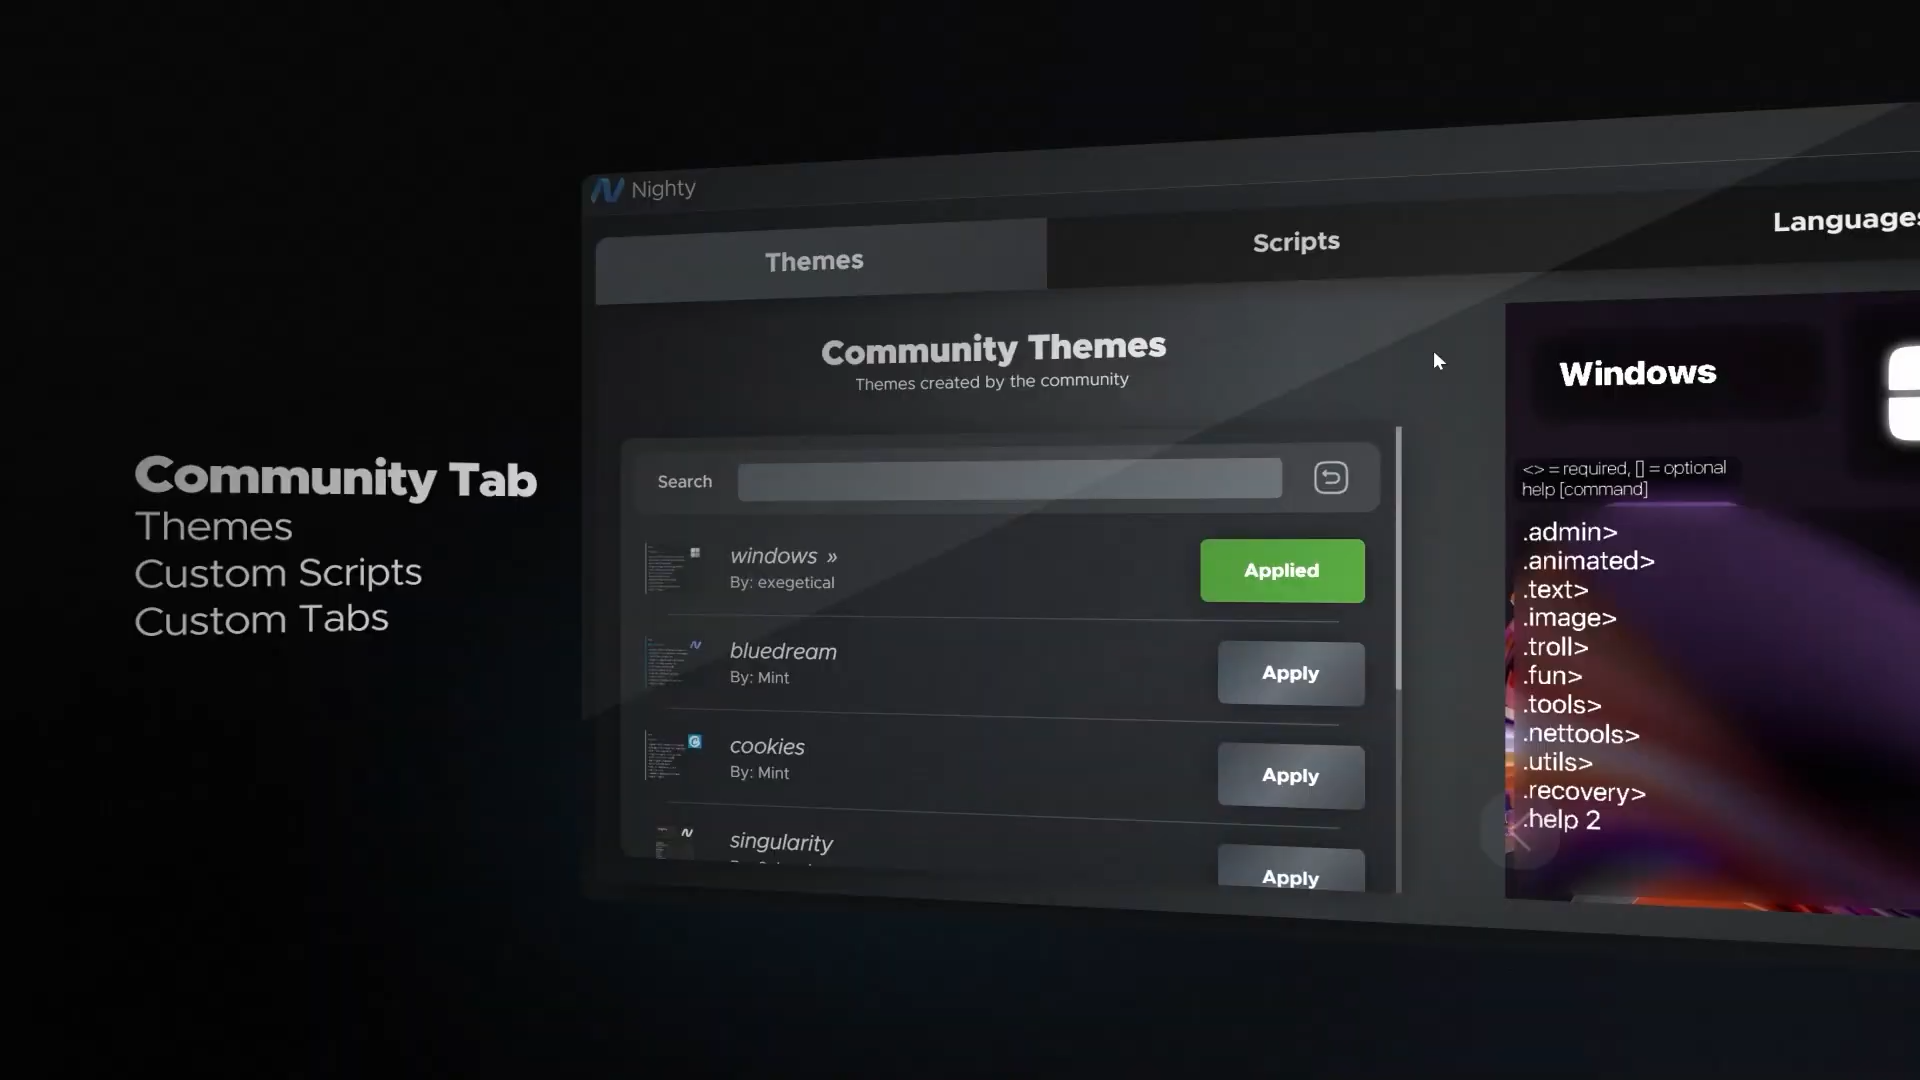 Community Tab
Themes
Custom Scripts
Custom Tabs
Nighty
Themes
Scripts
Languages
Community Themes
Themes created by the community
Search
windows »
By: exegetical
Applied
bluedream
By: Mint
Apply
cookies
By: Mint
Apply
singularity
Apply
Windows
<> = required, [] = optional
help [command]
.admin>
.animated>
.text>
.image>
.troll>
.fun>
.tools>
.nettools>
.utils>
.recovery>
.help 2